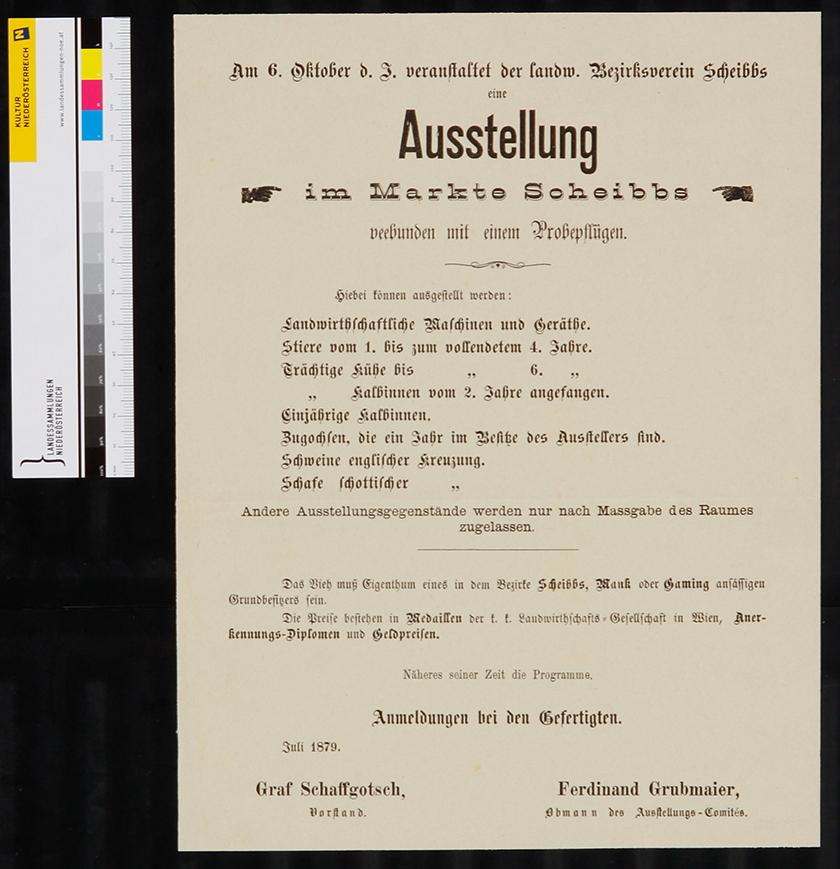 KULTUR
NIEDERÖSTERREICH
www.landessammlungen-noe.at
LANDESSAMMLUNGEN
NIEDERÖSTERREICH
Am 6. Oktober d. J. veranstaltet der landw. Bezirksverein Scheibbs
eine
Ausstellung
im Markte Scheibbs
veebunden mit einem Probepflügen.
Hiebei können ausgestellt werden:
Landwirthschaftliche Maschinen und Geräthe.
Stiere vom 1. bis zum vollendetem 4. Jahre.
Trächtige Kühe bis „ 6. „
„ Kalbinnen vom 2. Jahre angefangen.
Einjährige Kalbinnen.
Zugochsen, die ein Jahr im Besitze des Ausstellers sind.
Schweine englischer Kreuzung.
Schafe schottischer „
Andere Ausstellungsgegenstände werden nur nach Massgabe des Raumes
zugelassen.
Das Vieh muß Eigenthum eines in dem Bezirke Scheibbs, Mank oder Gaming ansässigen
Grundbesitzers sein.
Die Preise bestehen in Medaillen der k. k. Landwirthschafts-Gesellschaft in Wien, Aner-
kennungs-Diplomen und Geldpreisen.
Näheres seiner Zeit die Programme.
Anmeldungen bei den Gefertigten.
Juli 1879.
Graf Schaffgotsch,
Vorstand.
Ferdinand Grubmaier,
Obmann des Ausstellungs-Comités.